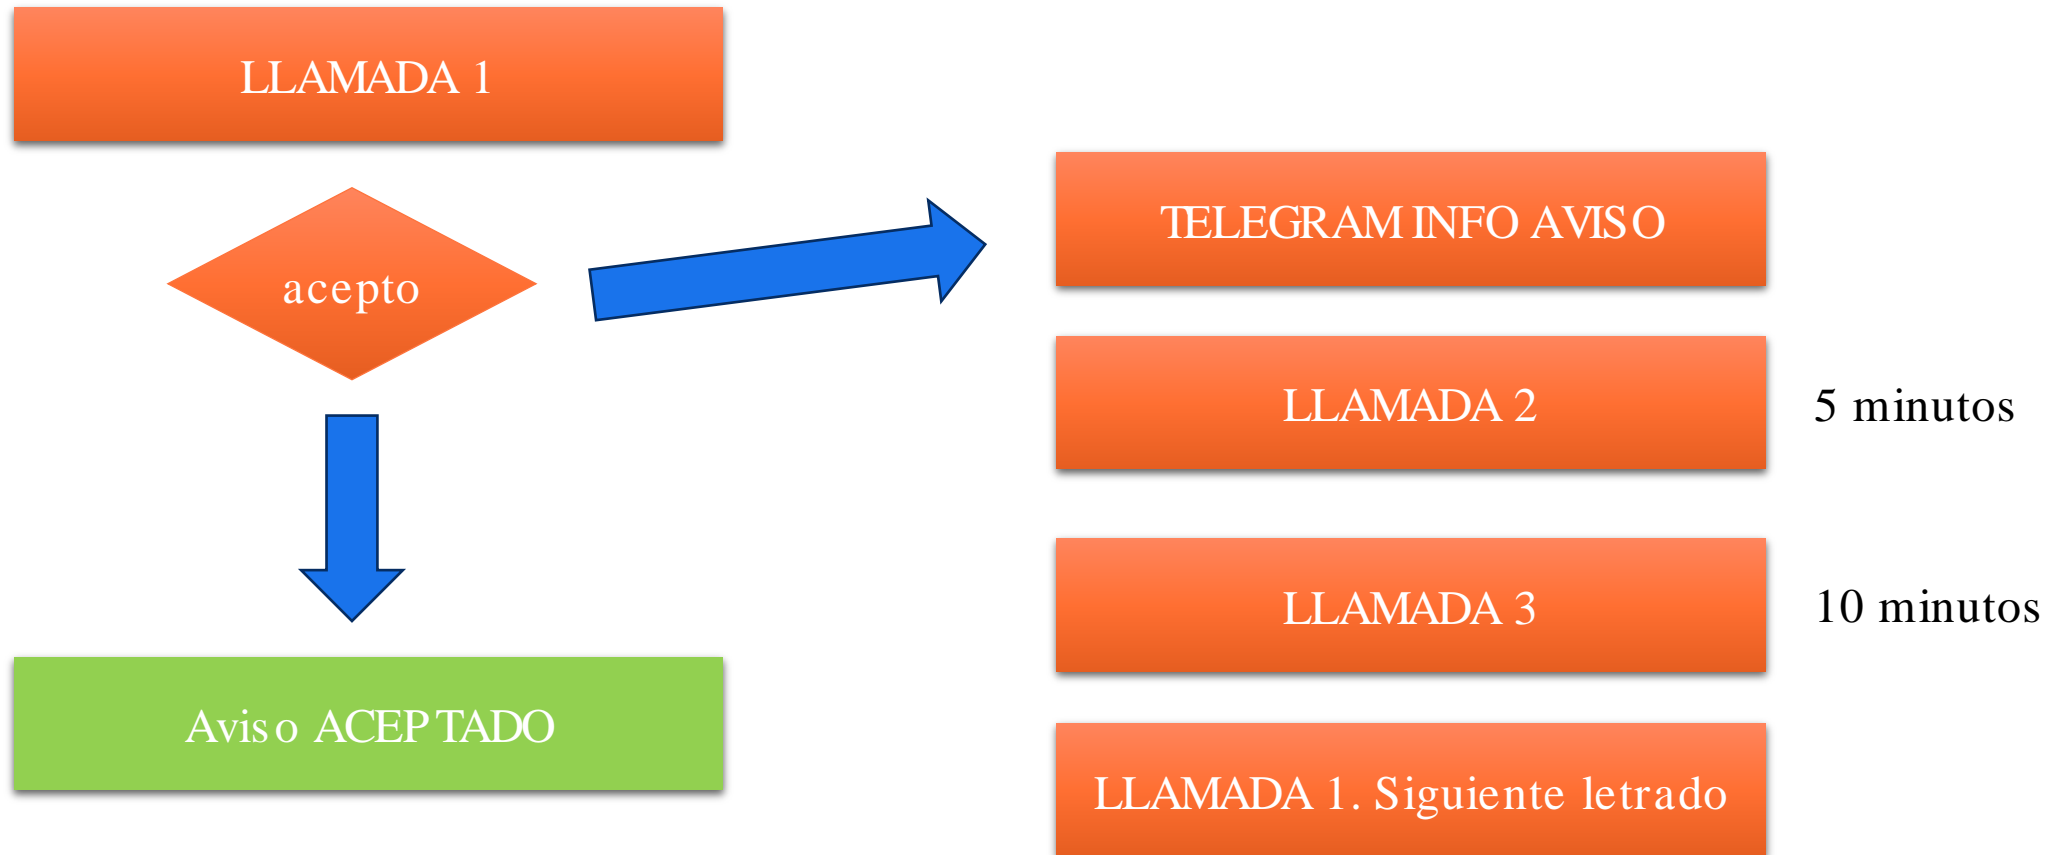 LLAMADA 1
acepto
Aviso ACEPTADO
TELEGRAM INFO AVISO
LLAMADA 2
5 minutos
LLAMADA 3
10 minutos
LLAMADA 1. Siguiente letrado